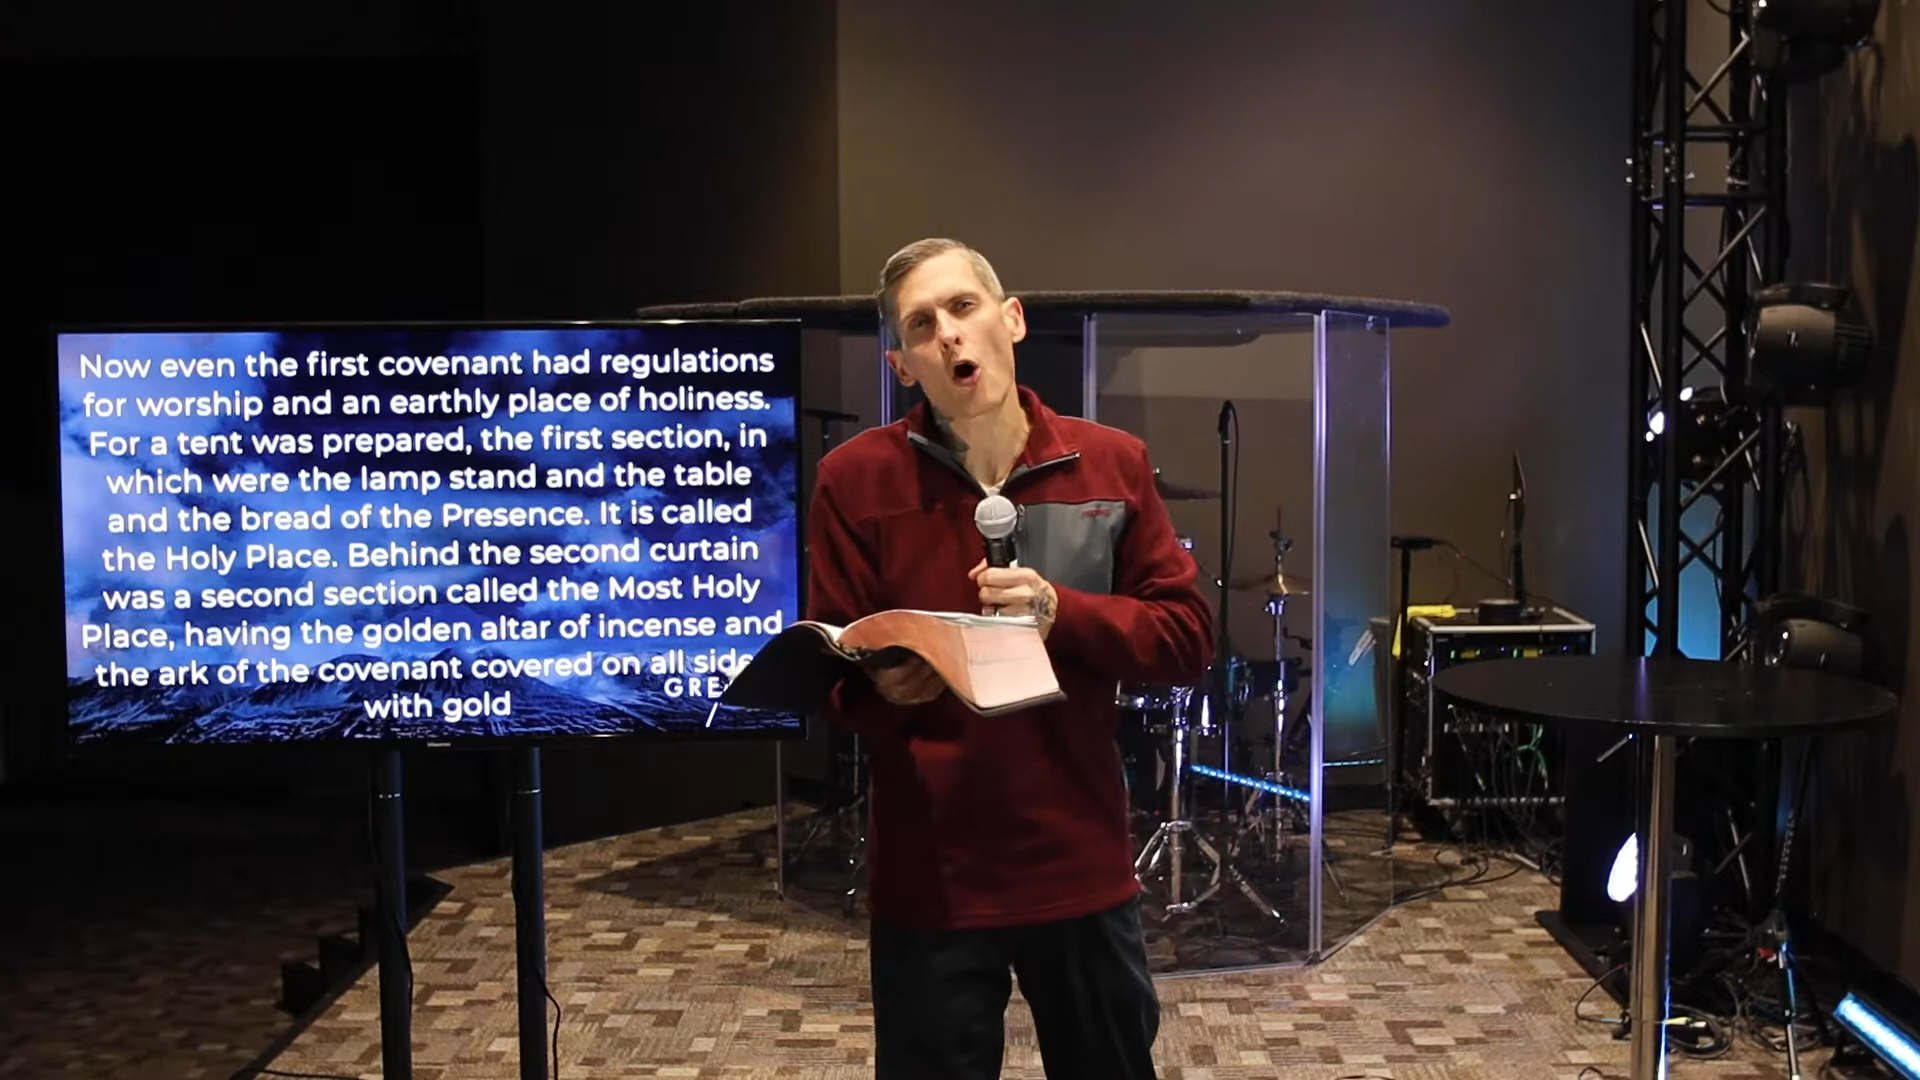 Now even the first covenant had regulations
for worship and an earthly place of holiness.
For a tent was prepared, the first section, in
which were the lamp stand and the table
and the bread of the Presence. It is called
the Holy Place. Behind the second curtain
was a second section called the Most Holy
Place, having the golden altar of incense and
the ark of the covenant covered on all side
with gold
GRE
Hisense